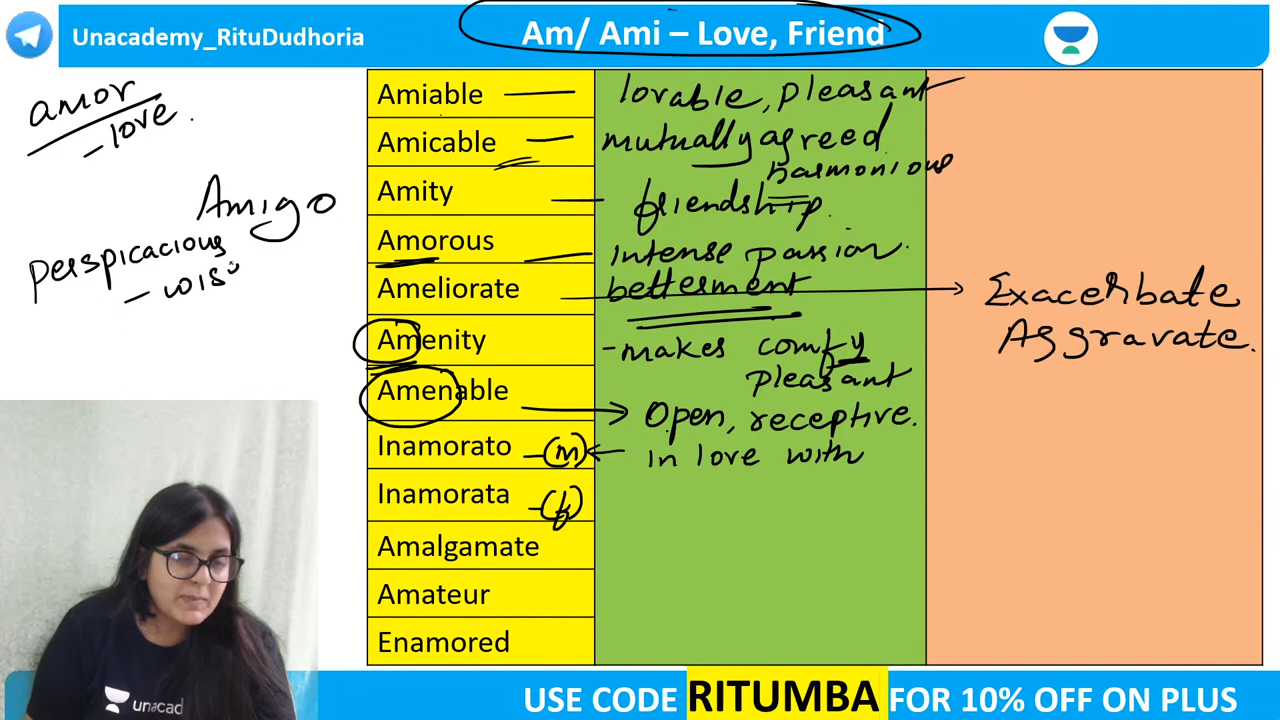 Unacademy_RituDudhoria
Am/ Ami – Love, Friend
amor
- love.
Amigo
perspicacious
- wis
Amiable
lovable, pleasant
Amicable
mutually agreed
harmonious
Amity
friendship.
Amorous
intense passion.
Ameliorate
betterment
Exacerbate
Aggravate.
Amenity
- makes comfy
pleasant
Amenable
Open, receptive.
Inamorato - (m)
in love with
Inamorata - (f)
Amalgamate
Amateur
Enamored
unacad
USE CODE RITUMBA FOR 10% OFF ON PLUS